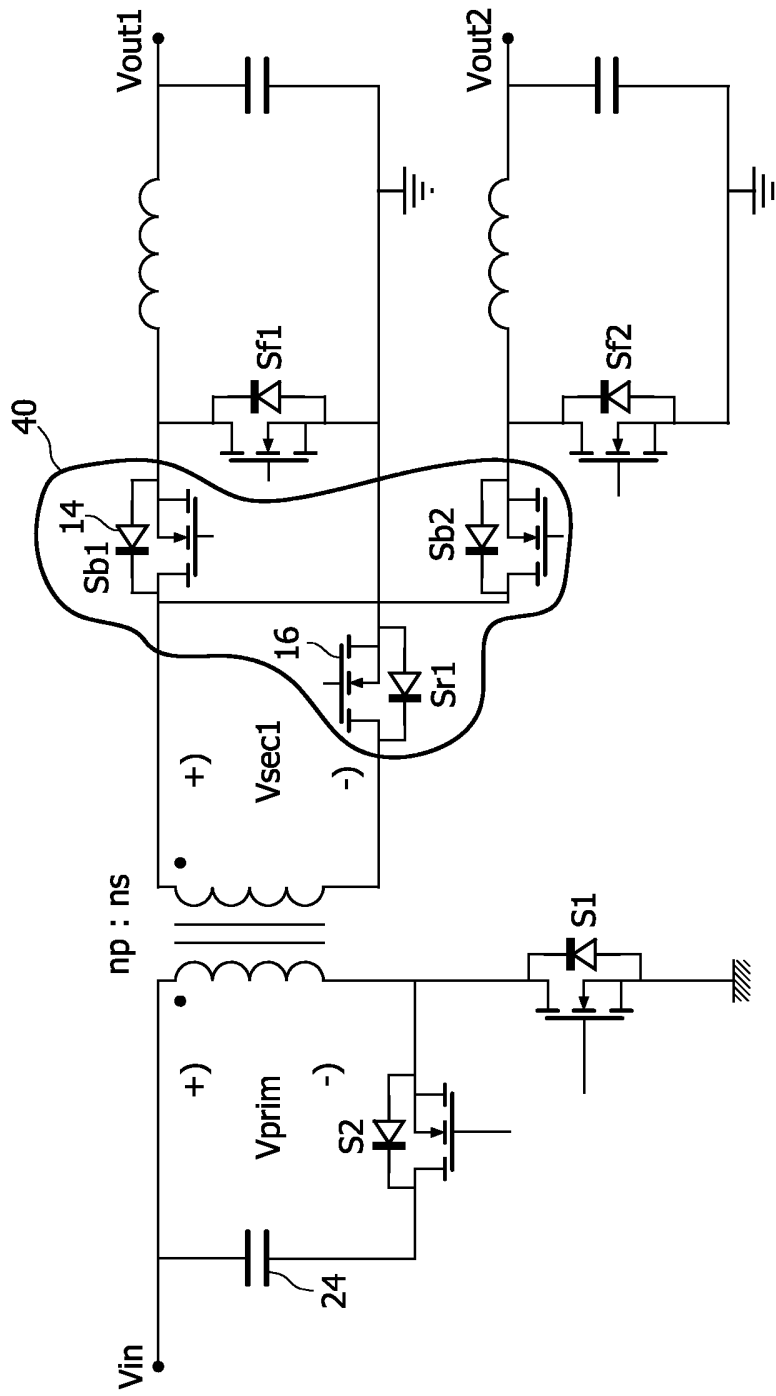 Vin
24
Vprim
+)
-)
S2
S1
np : ns
+)
Vsec1
-)
40
Sb1
14
16
Sr1
Sb2
Sf1
Sf2
Vout1
Vout2